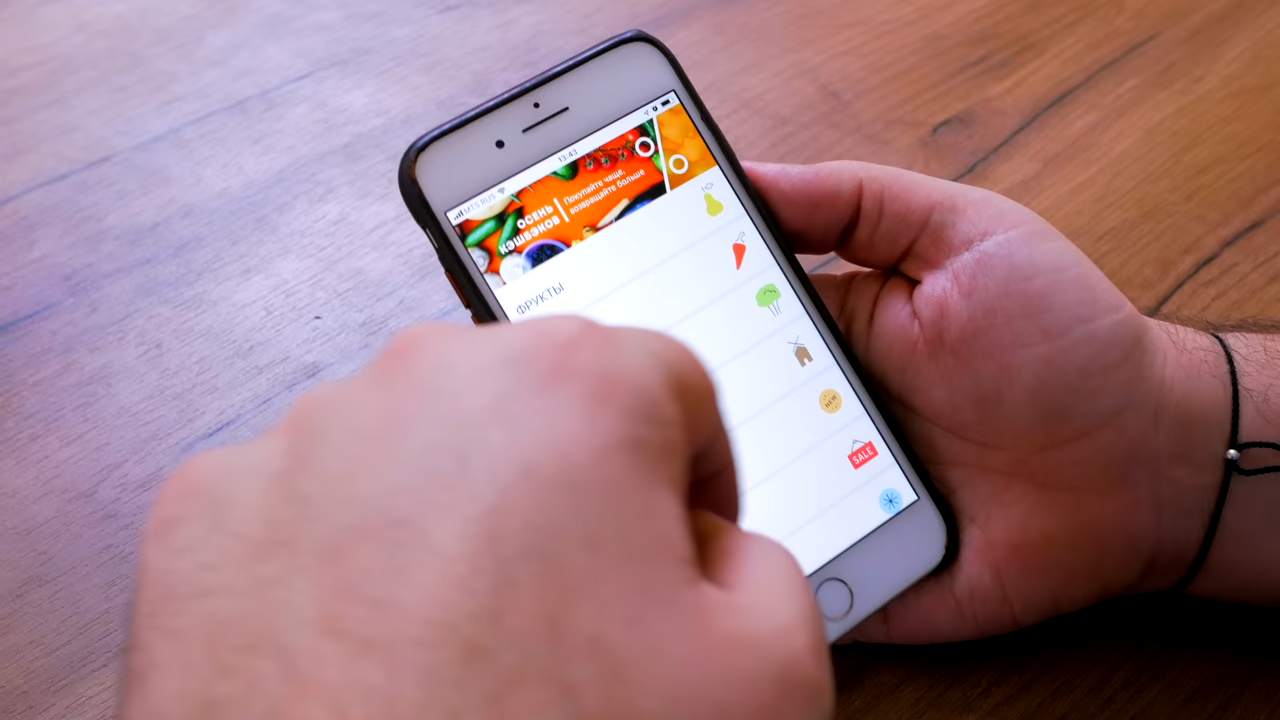 MTS RUS
13:43
ОСЕНЬ
КЭШБЭКОВ
Покупайте чаще,
возвращайте больше
ФРУКТЫ
NEW
SALE